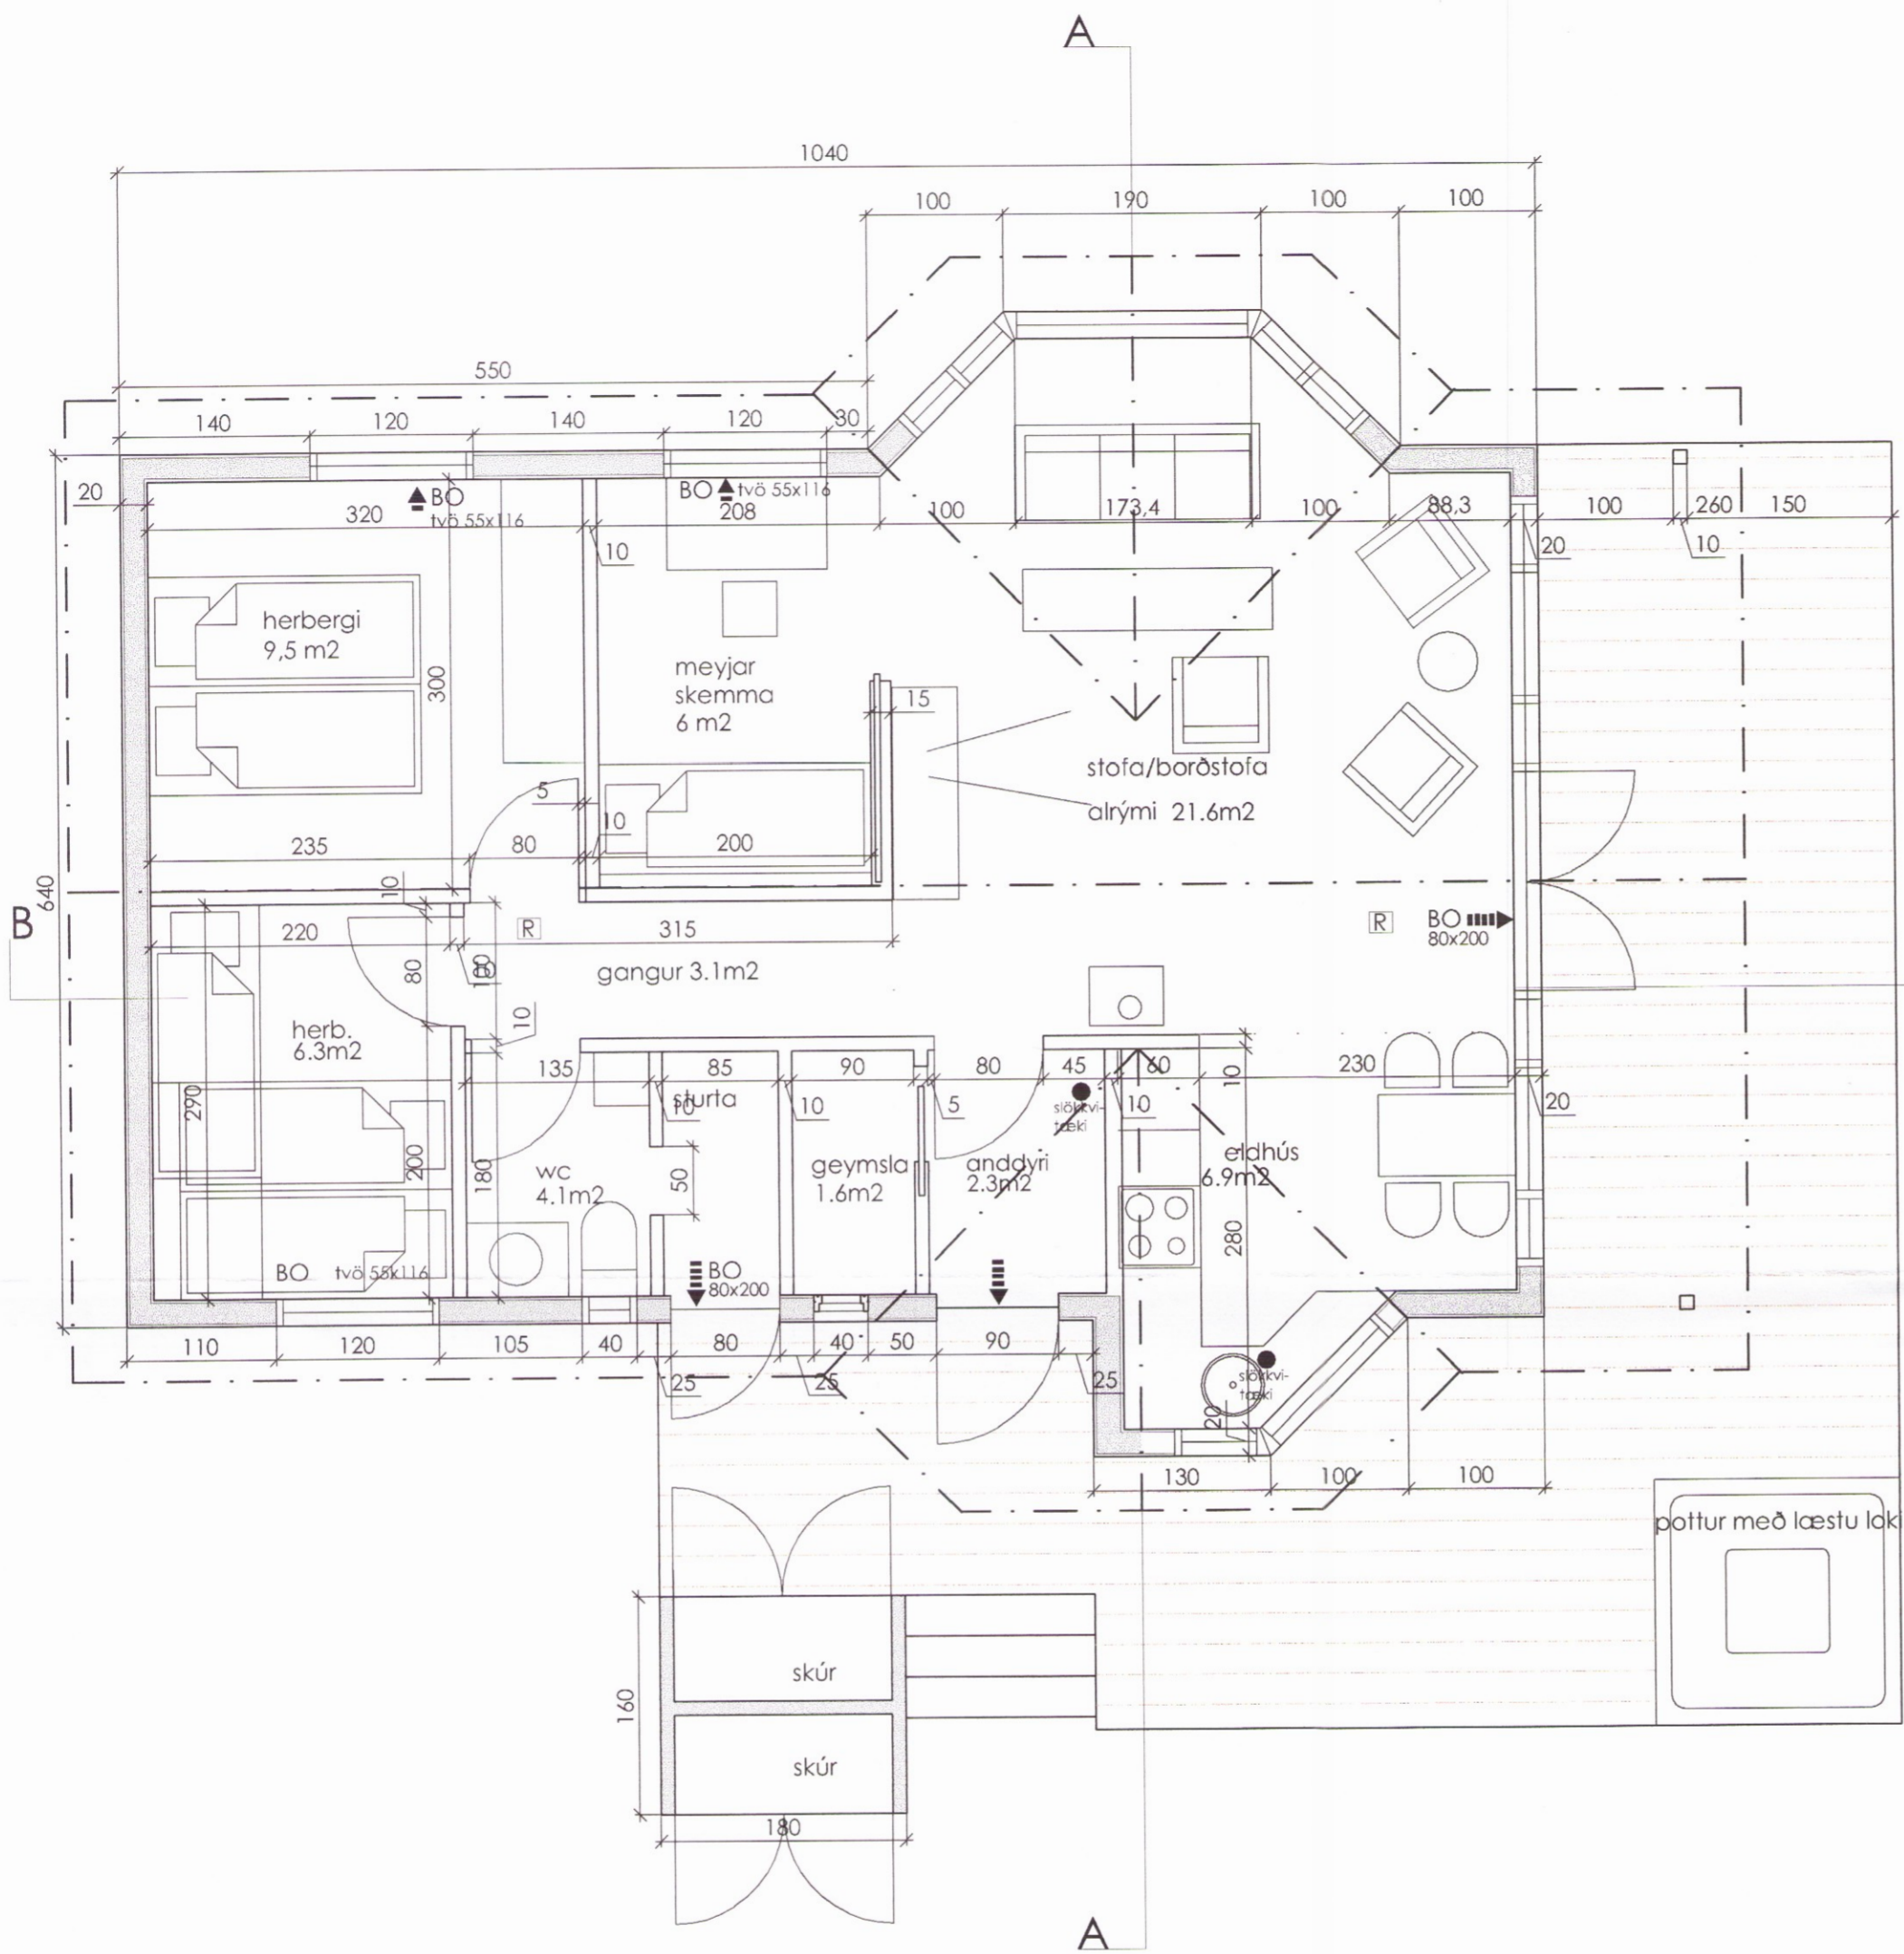 A
1040
100 190 100 100
550
140 120 140 120 30
20
BO
tvö 55x116
BO tvö 55x116
320 208 100 173,4 100 88,3 100 260 150
10
20
10
herbergi
9,5 m2
300
meyjar
skemma
6 m2
15
stofa/borðstofa
alrými 21.6m2
5
10
235 80 200
640
10
B
R
R
BO
80x200
220 315
80
gangur 3.1m2
10
herb.
6.3m2
135 85 90 80 45 60 10 230
sturta
10
10
5
slökkvi-
tæki
10
20
290
200
180
wc
4.1m2
50
geymsla
1.6m2
anddyri
2.3m2
eldhús
6.9m2
280
BO tvö 55x116
BO
80x200
110 120 105 40 80 40 50 90
25
25
25
slökkvi-
tæki
20
130 100 100
pottur með læstu loki
160
skúr
skúr
180
A